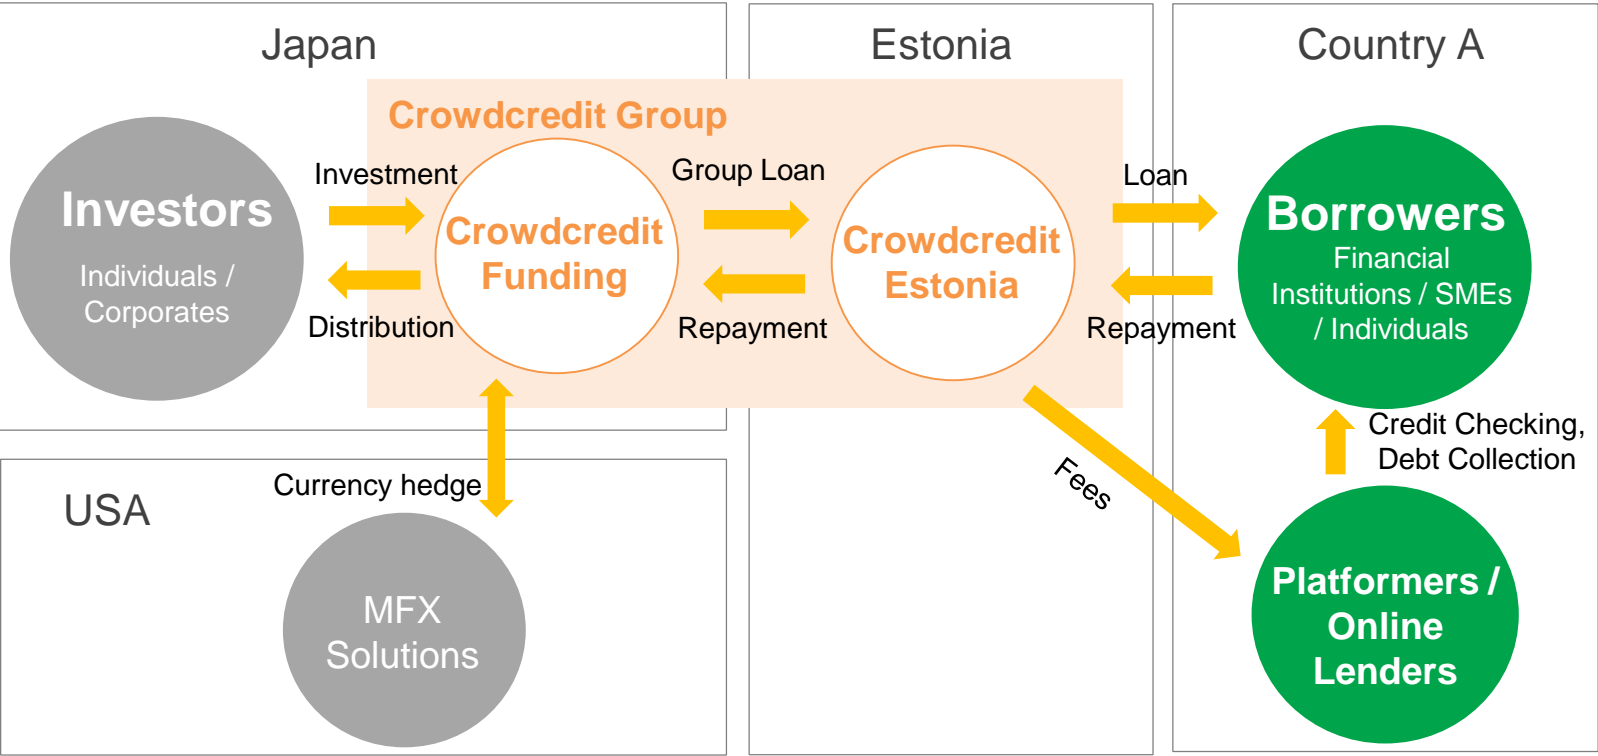 Japan
Estonia
Country A
Crowdcredit Group
Investors
Individuals /
Corporates
Investment
Distribution
Crowdcredit
Funding
Group Loan
Repayment
Crowdcredit
Estonia
Loan
Repayment
Borrowers
Financial
Institutions / SMEs
/ Individuals
Credit Checking,
Debt Collection
Fees
USA
Currency hedge
MFX
Solutions
Platformers /
Online
Lenders